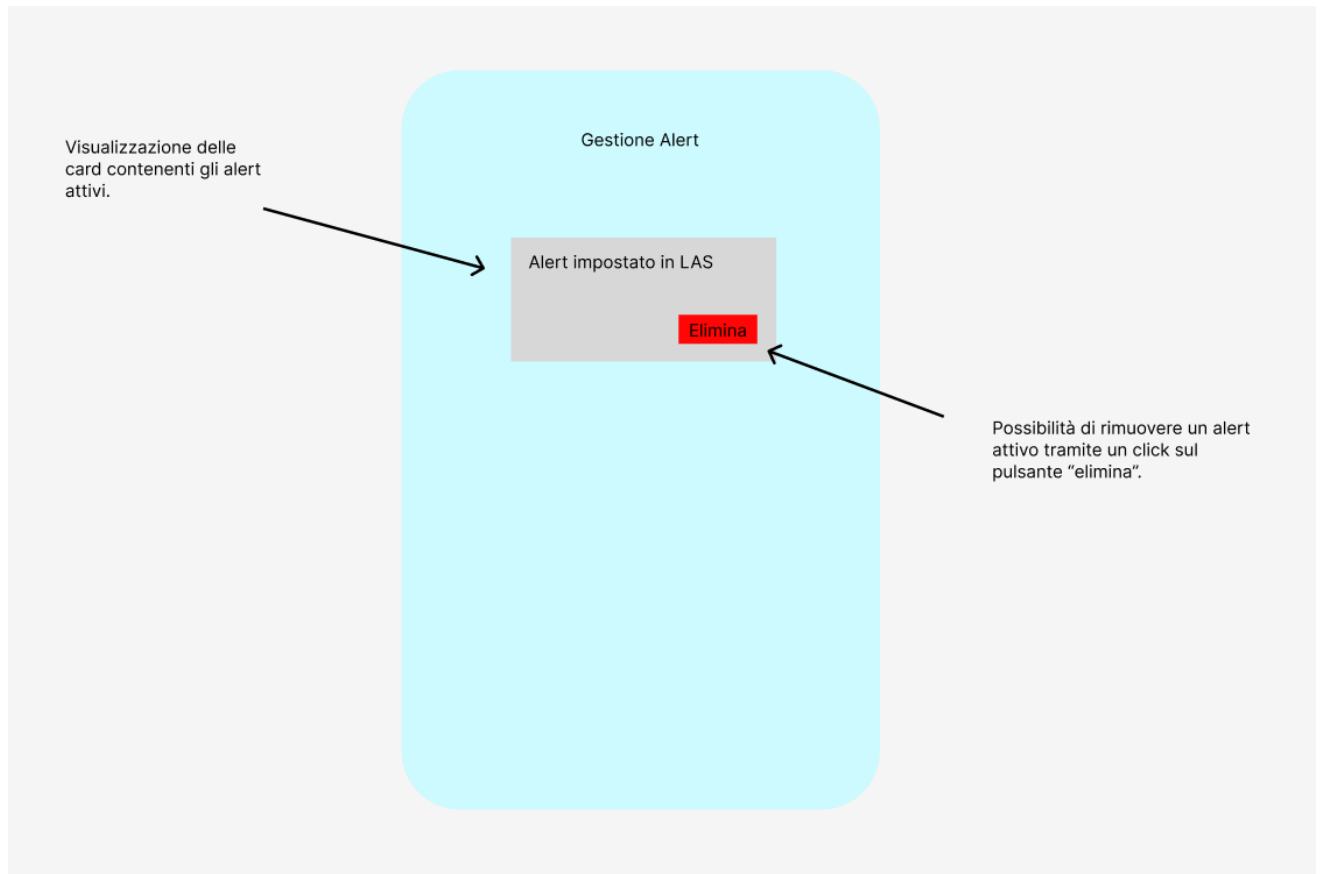 Visualizzazione delle
card contenenti gli alert
attivi.
Gestione Alert
Alert impostato in LAS
Elimina
Possibilità di rimuovere un alert
attivo tramite un click sul
pulsante “elimina”.